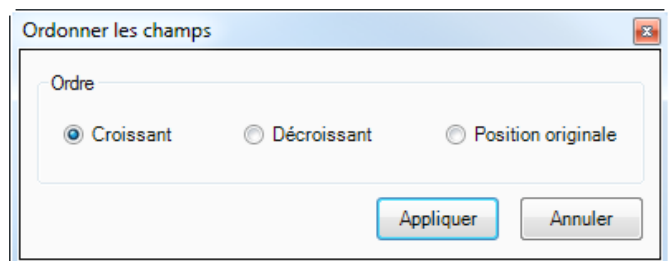 Ordonner les champs
Ordre
Croissant Décroissant Position originale
Appliquer Annuler